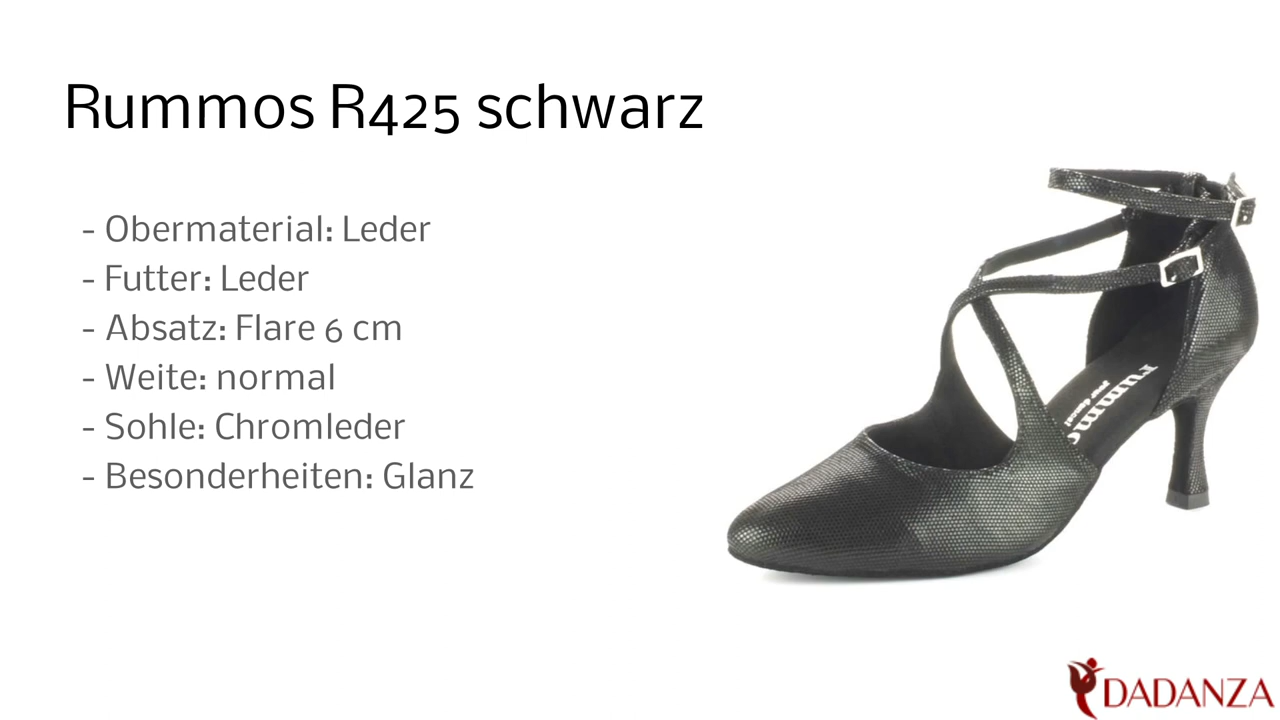 Rummos R425 schwarz
- Obermaterial: Leder
- Futter: Leder
- Absatz: Flare 6 cm
- Weite: normal
- Sohle: Chromleder
- Besonderheiten: Glanz
DADANZA